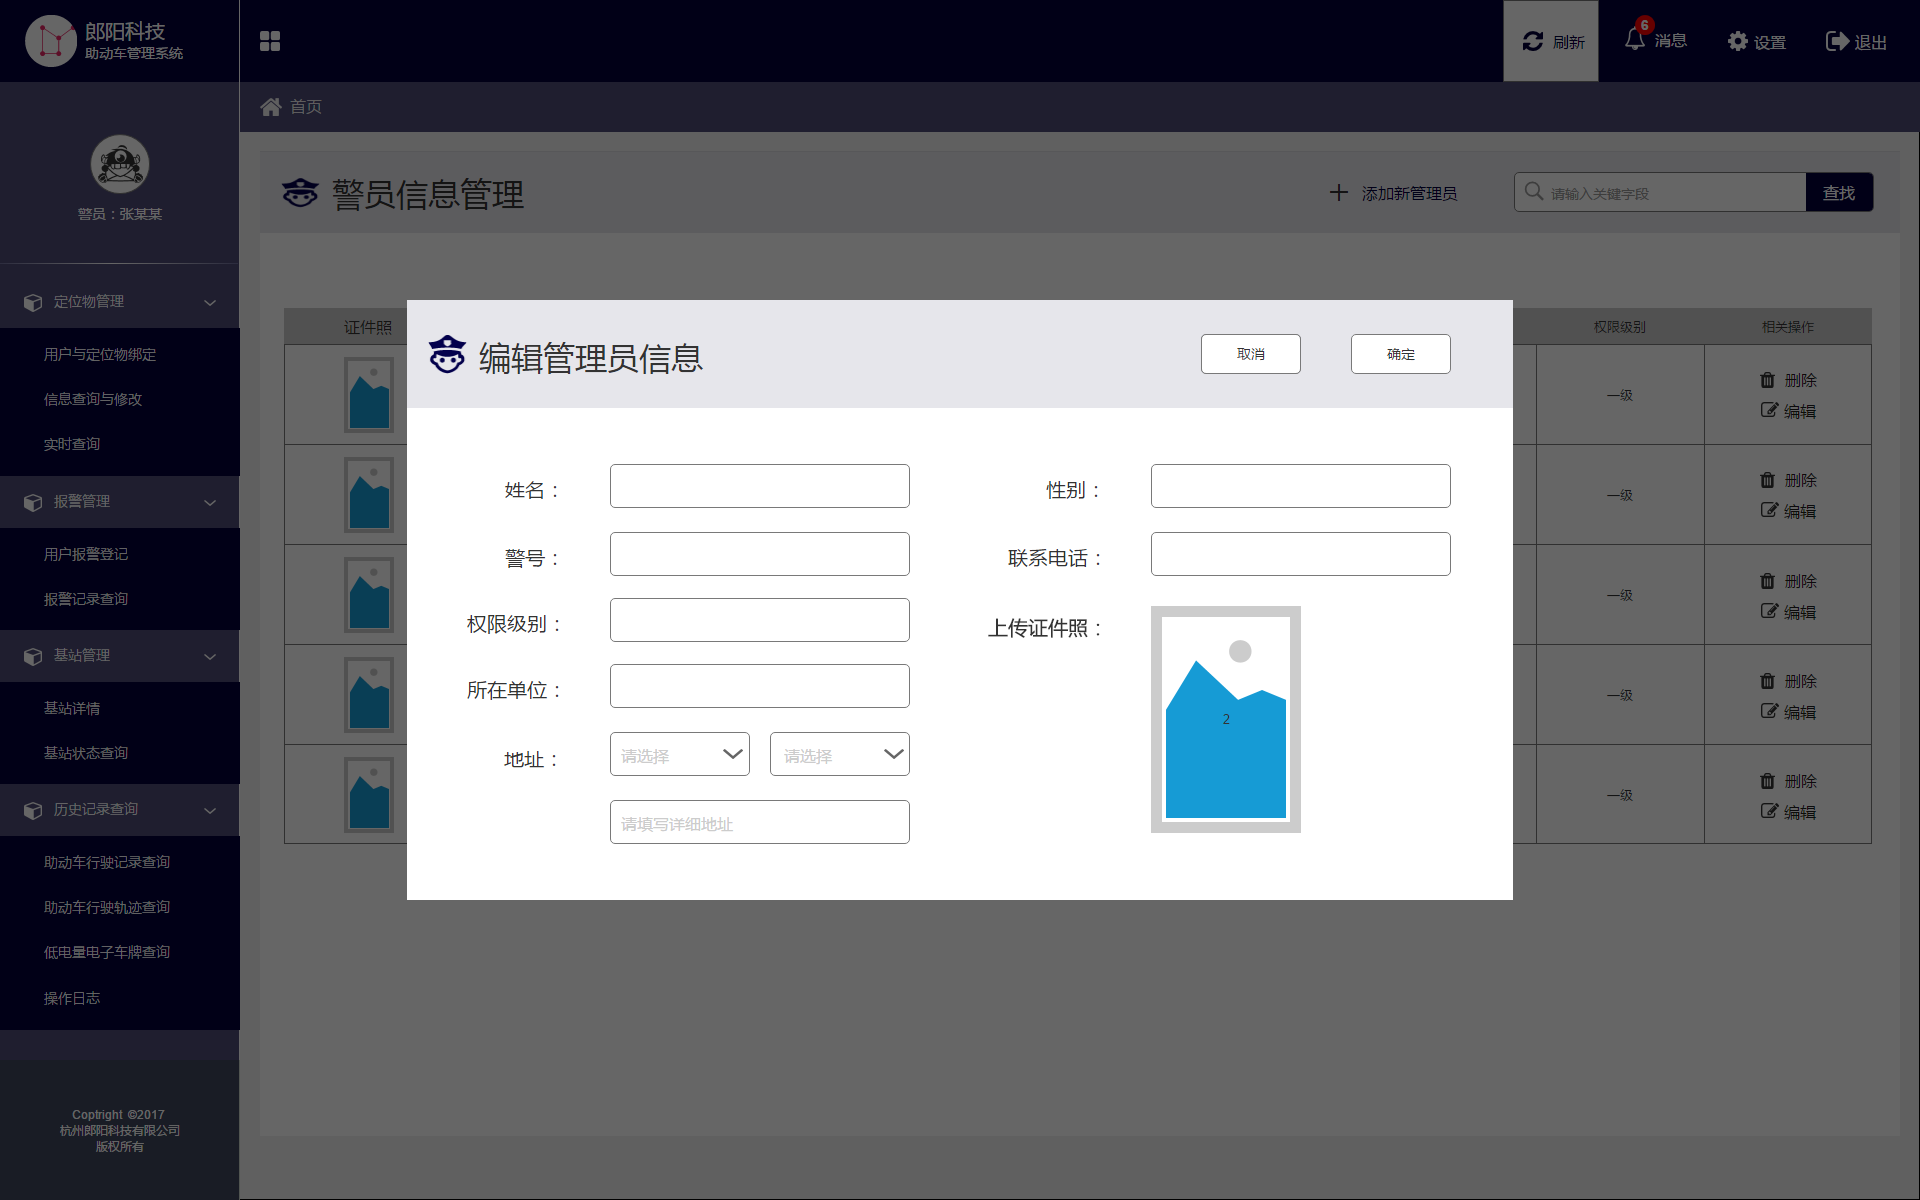 郎阳科技
助动车管理系统
刷新
6
消息
设置
退出
首页
警员：张某某
警员信息管理
添加新管理员
请输入关键字段
查找
定位物管理
用户与定位物绑定
信息查询与修改
实时查询
报警管理
用户报警登记
报警记录查询
基站管理
基站详情
基站状态查询
历史记录查询
助动车行驶记录查询
助动车行驶轨迹查询
低电量电子车牌查询
操作日志
Coptright ©2017
杭州郎阳科技有限公司
版权所有
证件照
权限级别
相关操作
一级
删除
编辑
一级
删除
编辑
一级
删除
编辑
一级
删除
编辑
一级
删除
编辑
编辑管理员信息
取消
确定
姓名：
性别：
警号：
联系电话：
权限级别：
上传证件照：
所在单位：
2
地址：
请选择
请选择
请填写详细地址